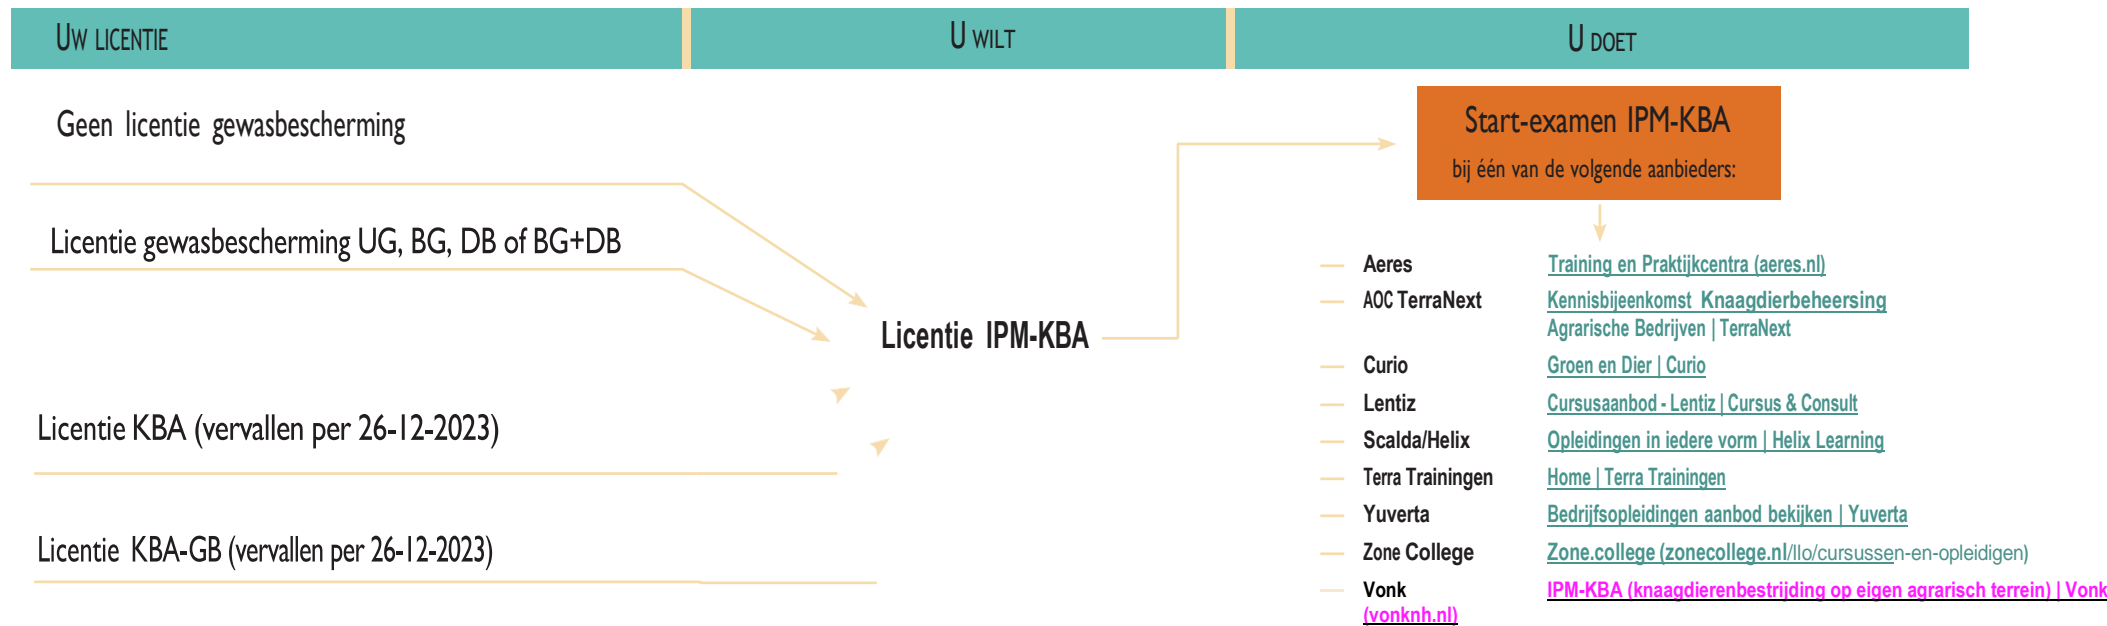 UW LICENTIE
U WILT
U DOET
Geen licentie gewasbescherming
Licentie gewasbescherming UG, BG, DB of BG+DB
Licentie KBA (vervallen per 26-12-2023)
Licentie KBA-GB (vervallen per 26-12-2023)
Licentie IPM-KBA
Start-examen IPM-KBA
bij één van de volgende aanbieders:
Aeres Training en Praktijkcentra (aeres.nl)
AOC TerraNext Kennisbijeenkomst Knaagdierbeheersing
Agrarische Bedrijven | TerraNext
Curio Groen en Dier | Curio
Lentiz Cursusaanbod - Lentiz | Cursus & Consult
Scalda/Helix Opleidingen in iedere vorm | Helix Learning
Terra Trainingen Home | Terra Trainingen
Yuverta Bedrijfsopleidingen aanbod bekijken | Yuverta
Zone College Zone.college (zonecollege.nl/llo/cursussen-en-opleidigen)
Vonk IPM-KBA (knaagdierenbestrijding op eigen agrarisch terrein) | Vonk
(vonknh.nl)